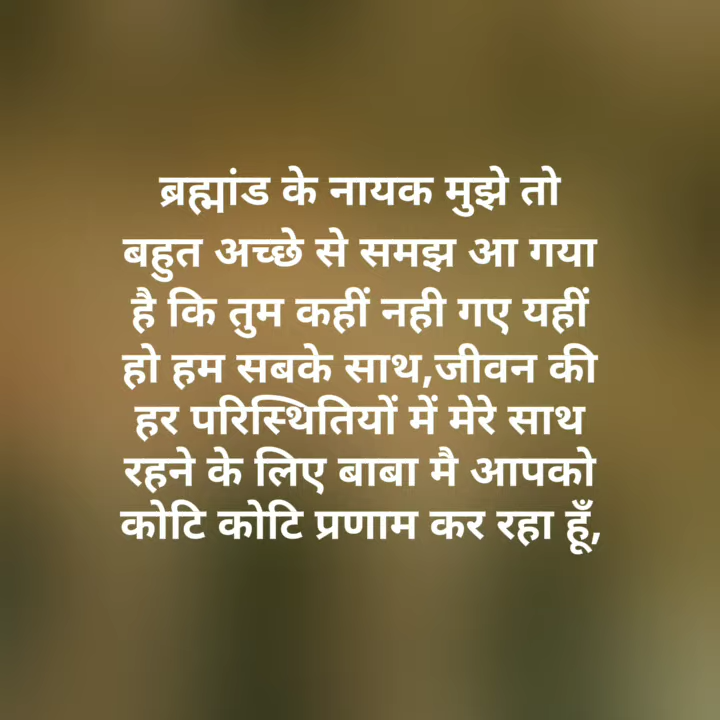 ब्रह्मांड के नायक मुझे तो
बहुत अच्छे से समझ आ गया
है कि तुम कहीं नही गए यहीं
हो हम सबके साथ,जीवन की
हर परिस्थितियों में मेरे साथ
रहने के लिए बाबा मै आपको
कोटि कोटि प्रणाम कर रहा हूँ,